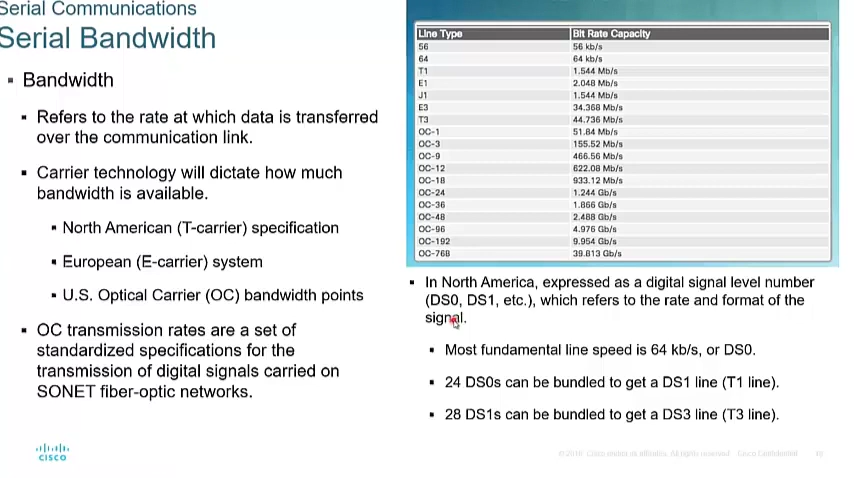 Serial Communications
Serial Bandwidth
Bandwidth
Refers to the rate at which data is transferred
over the communication link.
Carrier technology will dictate how much
bandwidth is available.
North American (T-carrier) specification
European (E-carrier) system
U.S. Optical Carrier (OC) bandwidth points
OC transmission rates are a set of
standardized specifications for the
transmission of digital signals carried on
SONET fiber-optic networks.
Line Type Bit Rate Capacity
56 56 kb/s
64 64 kb/s
T1 1.544 Mb/s
E1 2.048 Mb/s
J1 1.544 Mb/s
E3 34.368 Mb/s
T3 44.736 Mb/s
OC-1 51.84 Mb/s
OC-3 155.52 Mb/s
OC-9 466.56 Mb/s
OC-12 622.08 Mb/s
OC-18 933.12 Mb/s
OC-24 1.244 Gb/s
OC-36 1.866 Gb/s
OC-48 2.488 Gb/s
OC-96 4.976 Gb/s
OC-192 9.954 Gb/s
OC-768 39.813 Gb/s
In North America, expressed as a digital signal level number
(DS0, DS1, etc.), which refers to the rate and format of the
signal.
Most fundamental line speed is 64 kb/s, or DS0.
24 DS0s can be bundled to get a DS1 line (T1 line).
28 DS1s can be bundled to get a DS3 line (T3 line).
CISCO
Cisco All rights reserved. Cisco Confidential